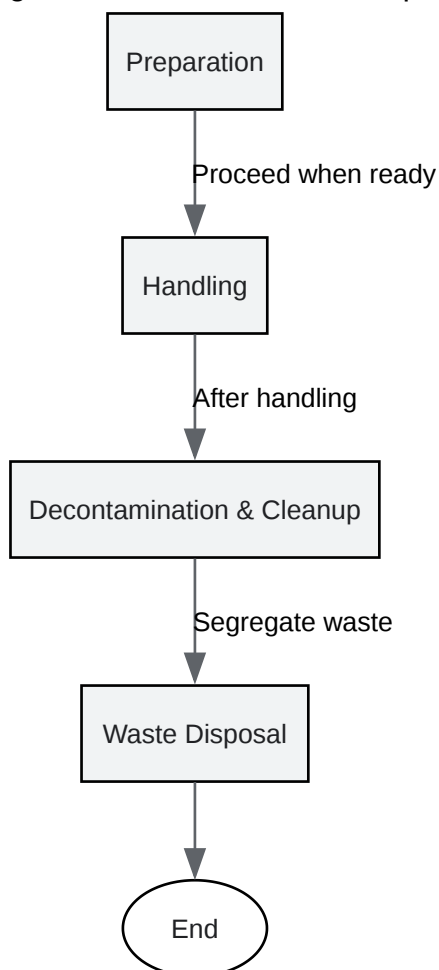 Preparation
Proceed when ready
Handling
After handling
Decontamination & Cleanup
Segregate waste
Waste Disposal
End